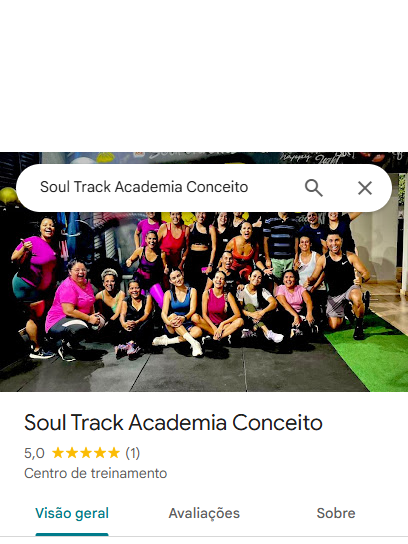 Soul Track Academia Conceito
Soul Track Academia Conceito
5,0 ★★★★★ (1)
Centro de treinamento
Visão geral Avaliações Sobre